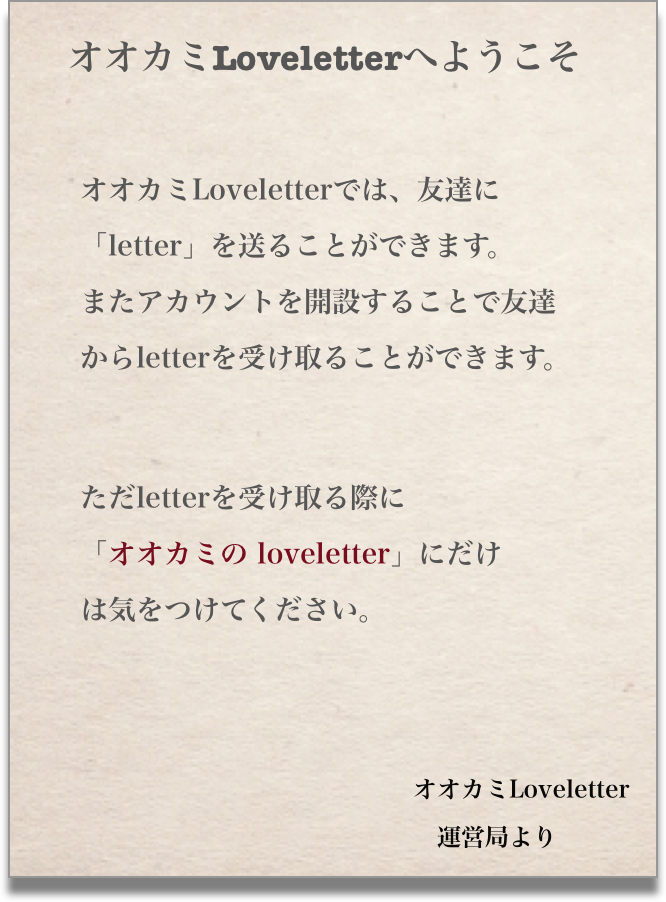 オオカミLoveletterへようこそ
オオカミLoveletterでは、友達に
「letter」を送ることができます。
またアカウントを開設することで友達
からletterを受け取ることができます。
ただletterを受け取る際に
「オオカミの loveletter」にだけ
は気をつけてください。
オオカミLoveletter
運営局より